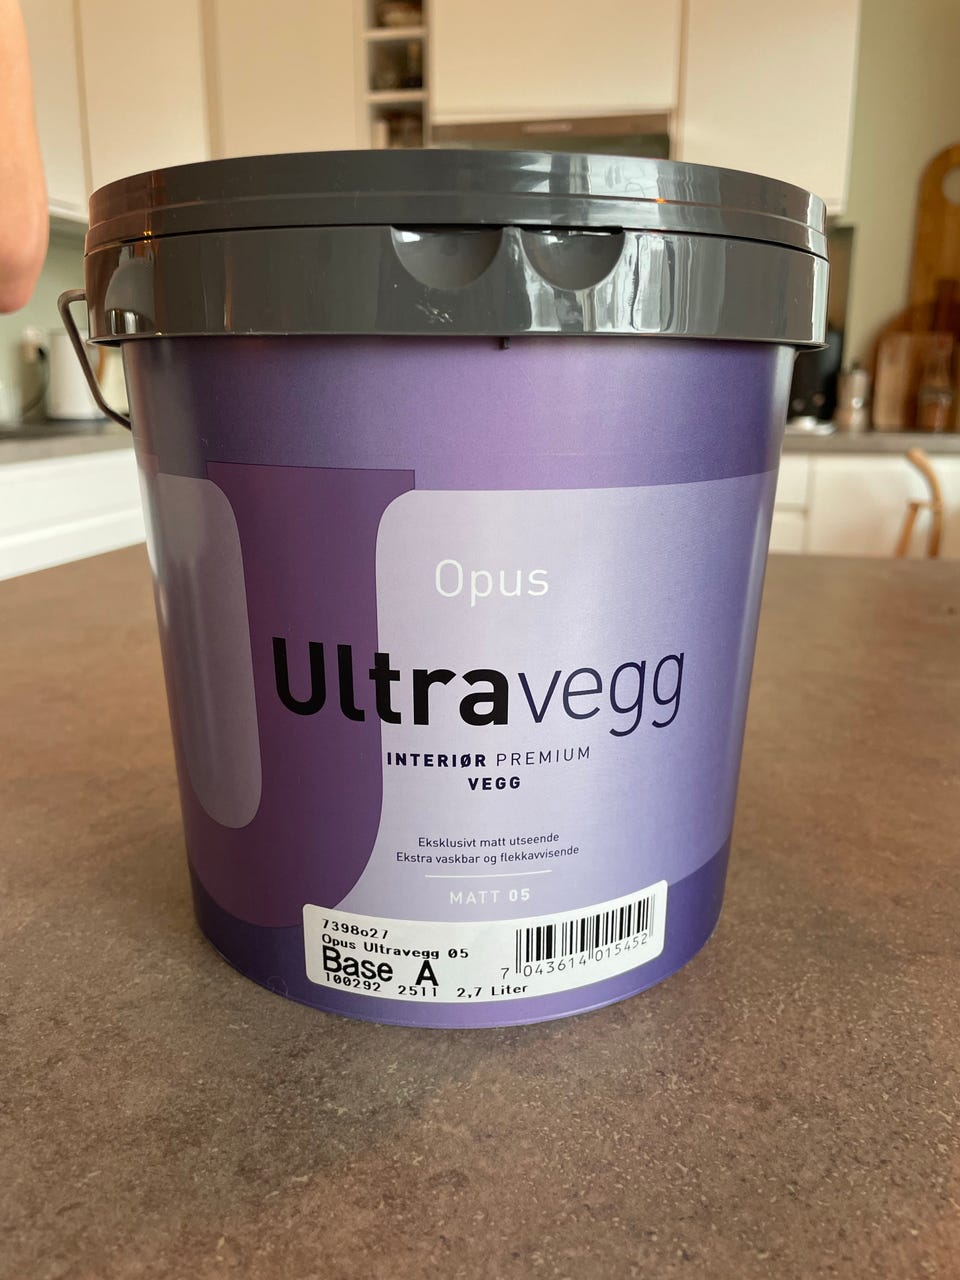 Opus
Ultravegg
INTERIØR PREMIUM
VEGG
Eksklusivt matt utseende
Ekstra vaskbar og flekkavvisende
MATT 05
7398o27
Opus Ultravegg 05
Base A
100292 2511 2,7 Liter
7 043614 015452